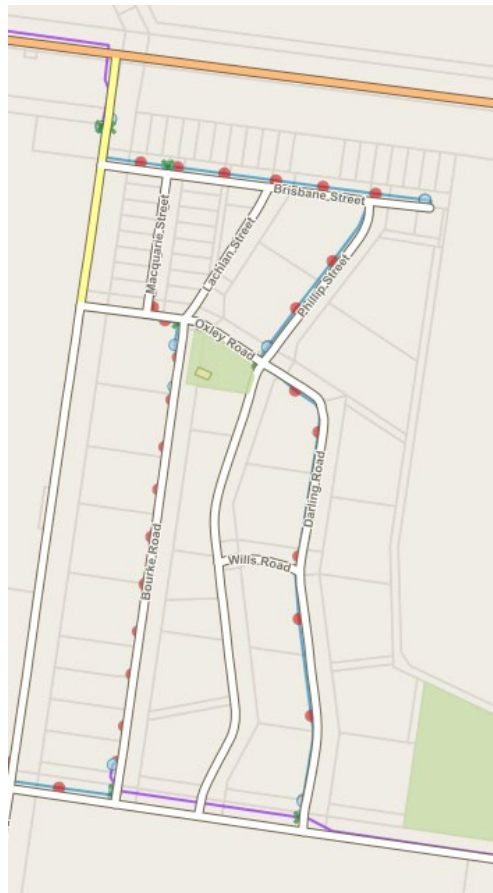 Brisbane Street
Macquarie Street
Lachlan Street
Phillip Street
Oxley Road
Darling Road
Bourke Road
Wills Road